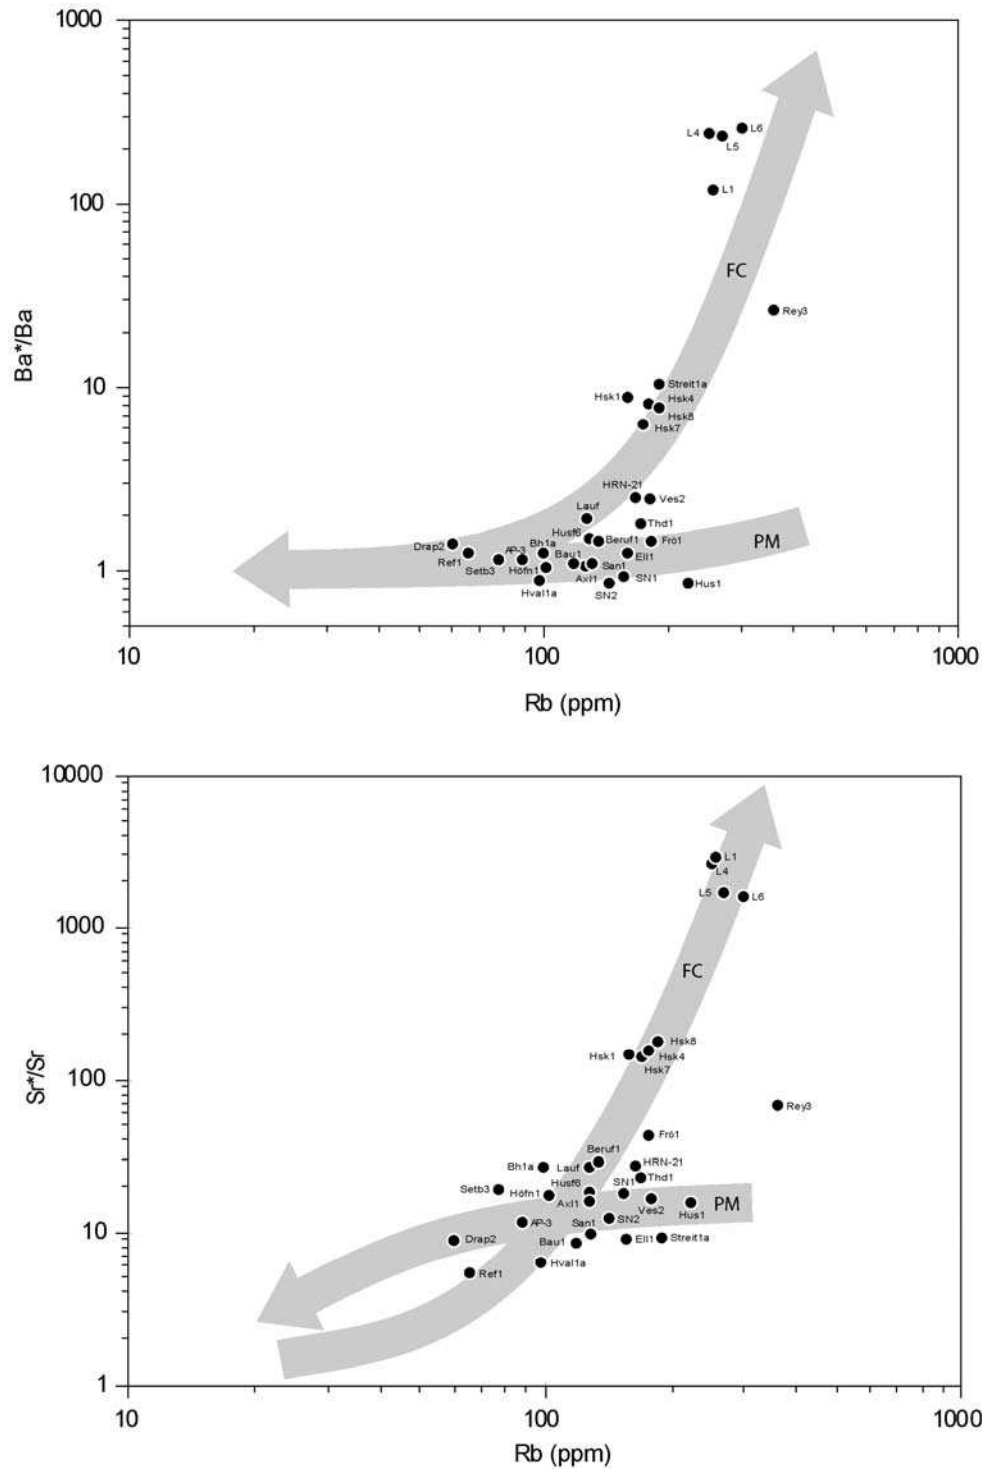 1000
L4
L6
L5
L1
100
FC
Ba*/Ba
Rey3
10
Streit1a
Hsk1
Hsk4
Hsk8
Hsk7
HRN-21
Ves2
Lauf
Thd1
Husf6
Beruf1
Frö1
PM
Drap2
Bh1a
AP-3
Ref1
Bau1
Ell1
Setb3
Höfn1
San1
1
Axl1
SN1
Hval1a
SN2
Hus1
10
100
1000
Rb (ppm)
10000
L1
L4
L5
L6
1000
FC
Hsk8
Hsk1
Hsk4
Hsk7
100
Sr*/Sr
Rey3
Frö1
Beruf1
Bh1a
Lauf
HRN-21
Thd1
Husf6
SN1
Setb3
Höfn1
Axl1
Ves2
Hus1
PM
AP-3
San1
SN2
10
Drap2
Bau1
Ell1
Streit1a
Ref1
Hval1a
1
10
100
1000
Rb (ppm)